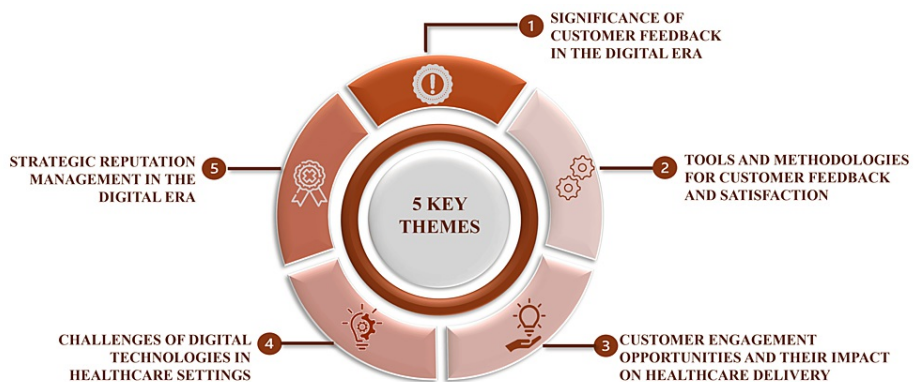 1
SIGNIFICANCE OF
CUSTOMER FEEDBACK
IN THE DIGITAL ERA
2
TOOLS AND METHODOLOGIES
FOR CUSTOMER FEEDBACK
AND SATISFACTION
3
CUSTOMER ENGAGEMENT
OPPORTUNITIES AND THEIR IMPACT
ON HEALTHCARE DELIVERY
4
CHALLENGES OF DIGITAL
TECHNOLOGIES IN
HEALTHCARE SETTINGS
5
STRATEGIC REPUTATION
MANAGEMENT IN THE
DIGITAL ERA
5 KEY
THEMES